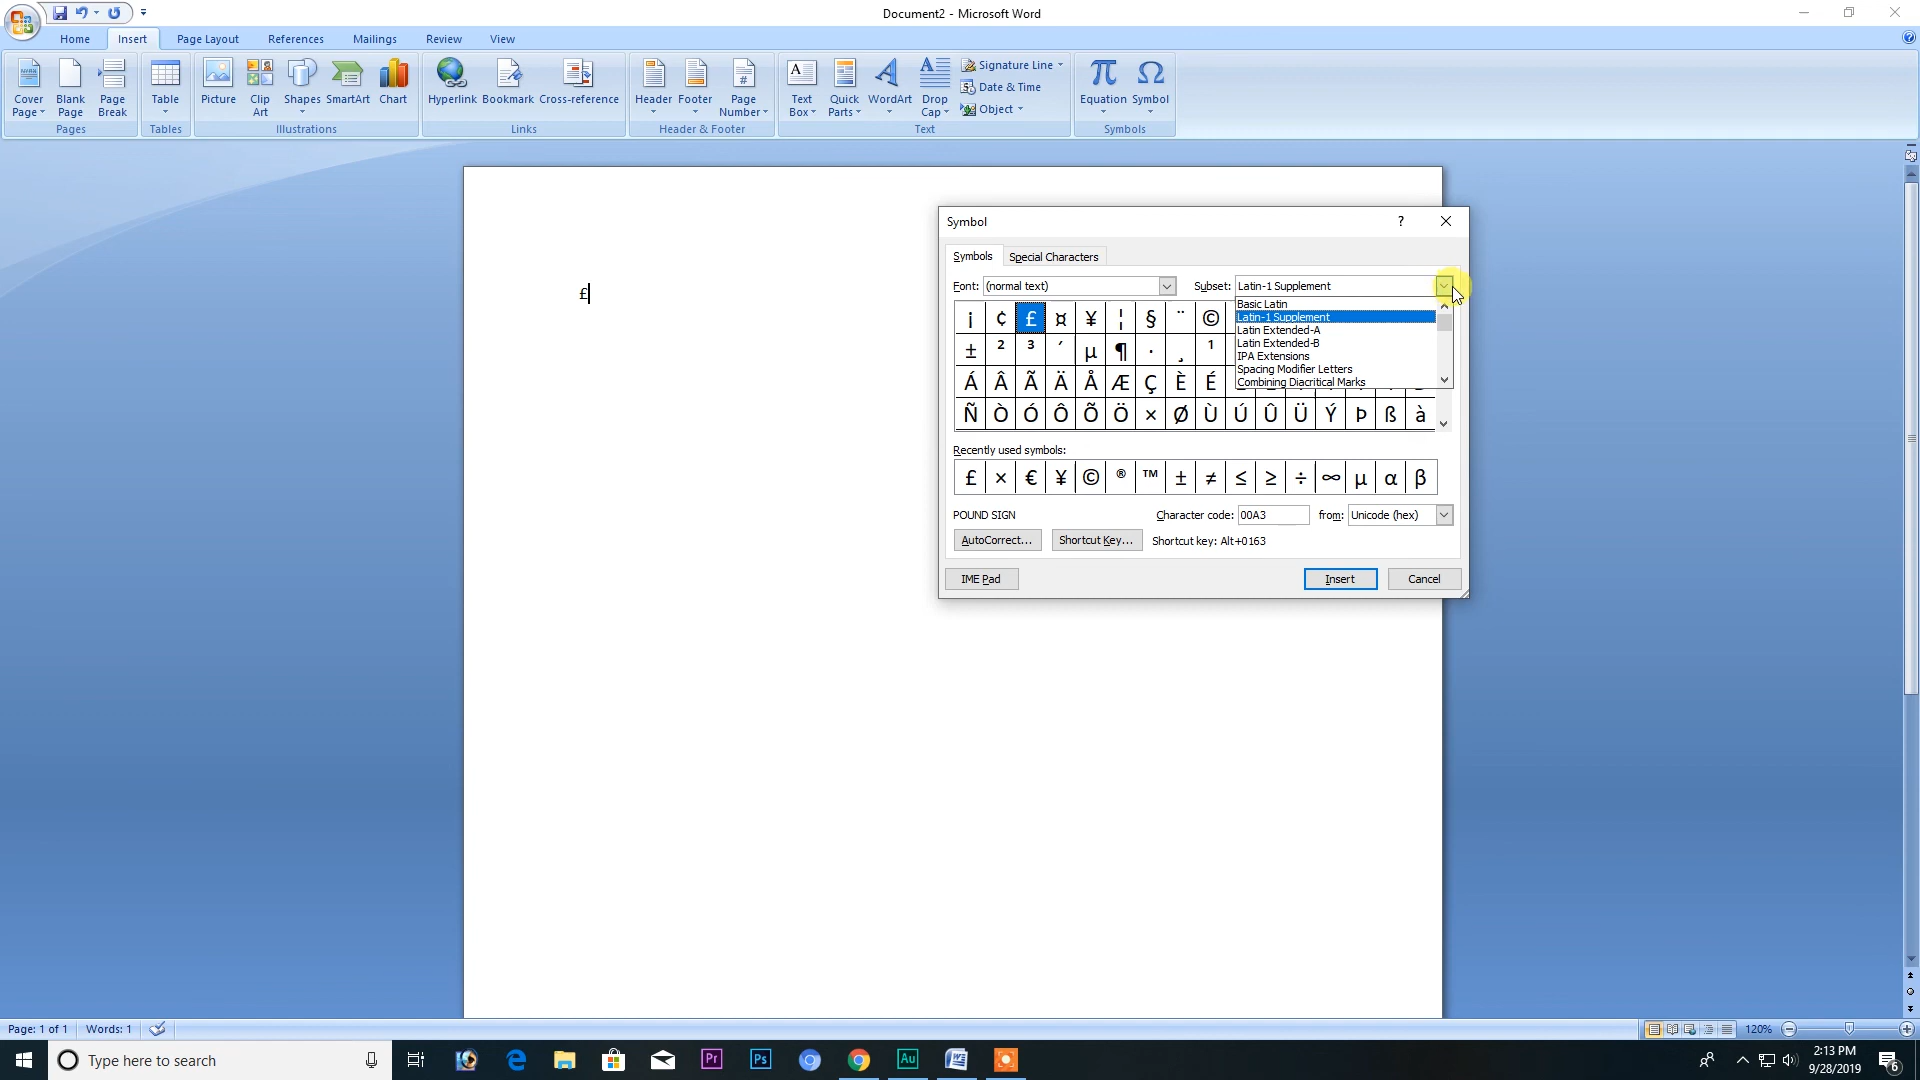 Document2 - Microsoft Word
Home Insert Page Layout References Mailings Review View
Cover Page Blank Page Page Break Table Picture Clip Art Shapes SmartArt Chart Hyperlink Bookmark Cross-reference Header Footer Page Number Text Box Quick Parts WordArt Drop Cap Signature Line Date & Time Object Equation Symbol
Pages Tables Illustrations Links Header & Footer Text Symbols
£
Symbol
Symbols Special Characters
Font: (normal text) Subset: Latin-1 Supplement
Basic Latin
Latin-1 Supplement
Latin Extended-A
Latin Extended-B
IPA Extensions
Spacing Modifier Letters
Combining Diacritical Marks
¡ ¢ £ ¤ ¥ ¦ § ¨ ©
± ² ³ ´ µ ¶ · ¸ ¹
Á Â Ã Ä Å Æ Ç È É
Ñ Ò Ó Ô Õ Ö × Ø Ù Ú Û Ü Ý Þ ß à
Recently used symbols:
£ × € ¥ © ® ™ ± ≠ ≤ ≥ ÷ ∞ µ α β
POUND SIGN Character code: 00A3 from: Unicode (hex)
AutoCorrect... Shortcut Key... Shortcut key: Alt+0163
IME Pad Insert Cancel
Page: 1 of 1 Words: 1 120%
Type here to search Pr Ps Au 2:13 PM
9/28/2019 6